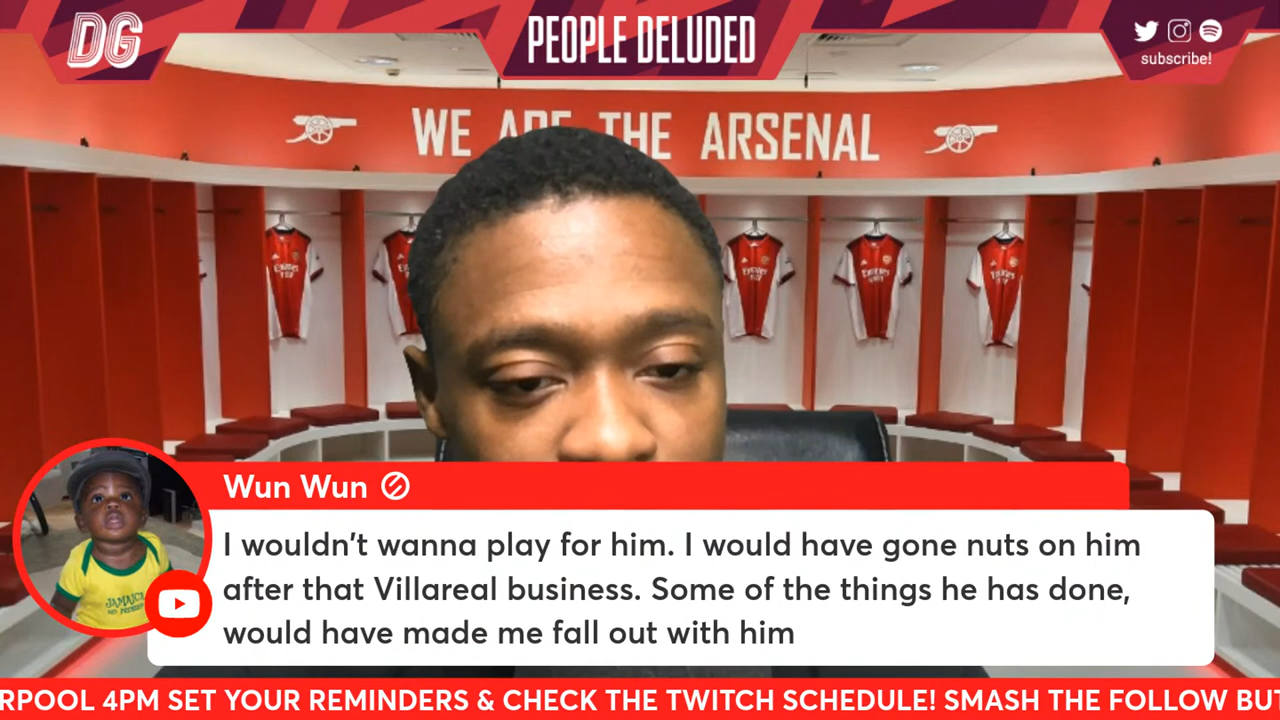 DG
PEOPLE DELUDED
subscribe!
WE ARE THE ARSENAL
Wun Wun
I wouldn't wanna play for him. I would have gone nuts on him
after that Villareal business. Some of the things he has done,
would have made me fall out with him
RPOOL 4PM SET YOUR REMINDERS & CHECK THE TWITCH SCHEDULE! SMASH THE FOLLOW BU